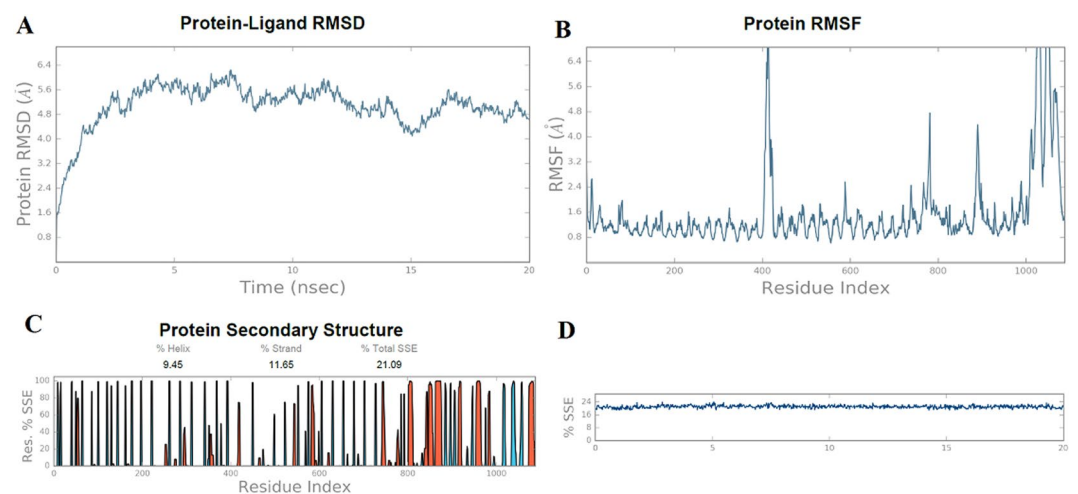 A
Protein-Ligand RMSD
Protein RMSD (Å)
6.4
5.6
4.8
4.0
3.2
2.4
1.6
0.8
0
5
10
15
20
Time (nsec)
B
Protein RMSF
RMSF (Å)
6.4
5.6
4.8
4.0
3.2
2.4
1.6
0.8
0
200
400
600
800
1000
Residue Index
C
Protein Secondary Structure
% Helix % Strand % Total SSE
9.45 11.65 21.09
Res. % SSE
100
80
60
40
20
0
200
400
600
800
1000
Residue Index
D
% SSE
24
16
8
0
0
5
10
15
20